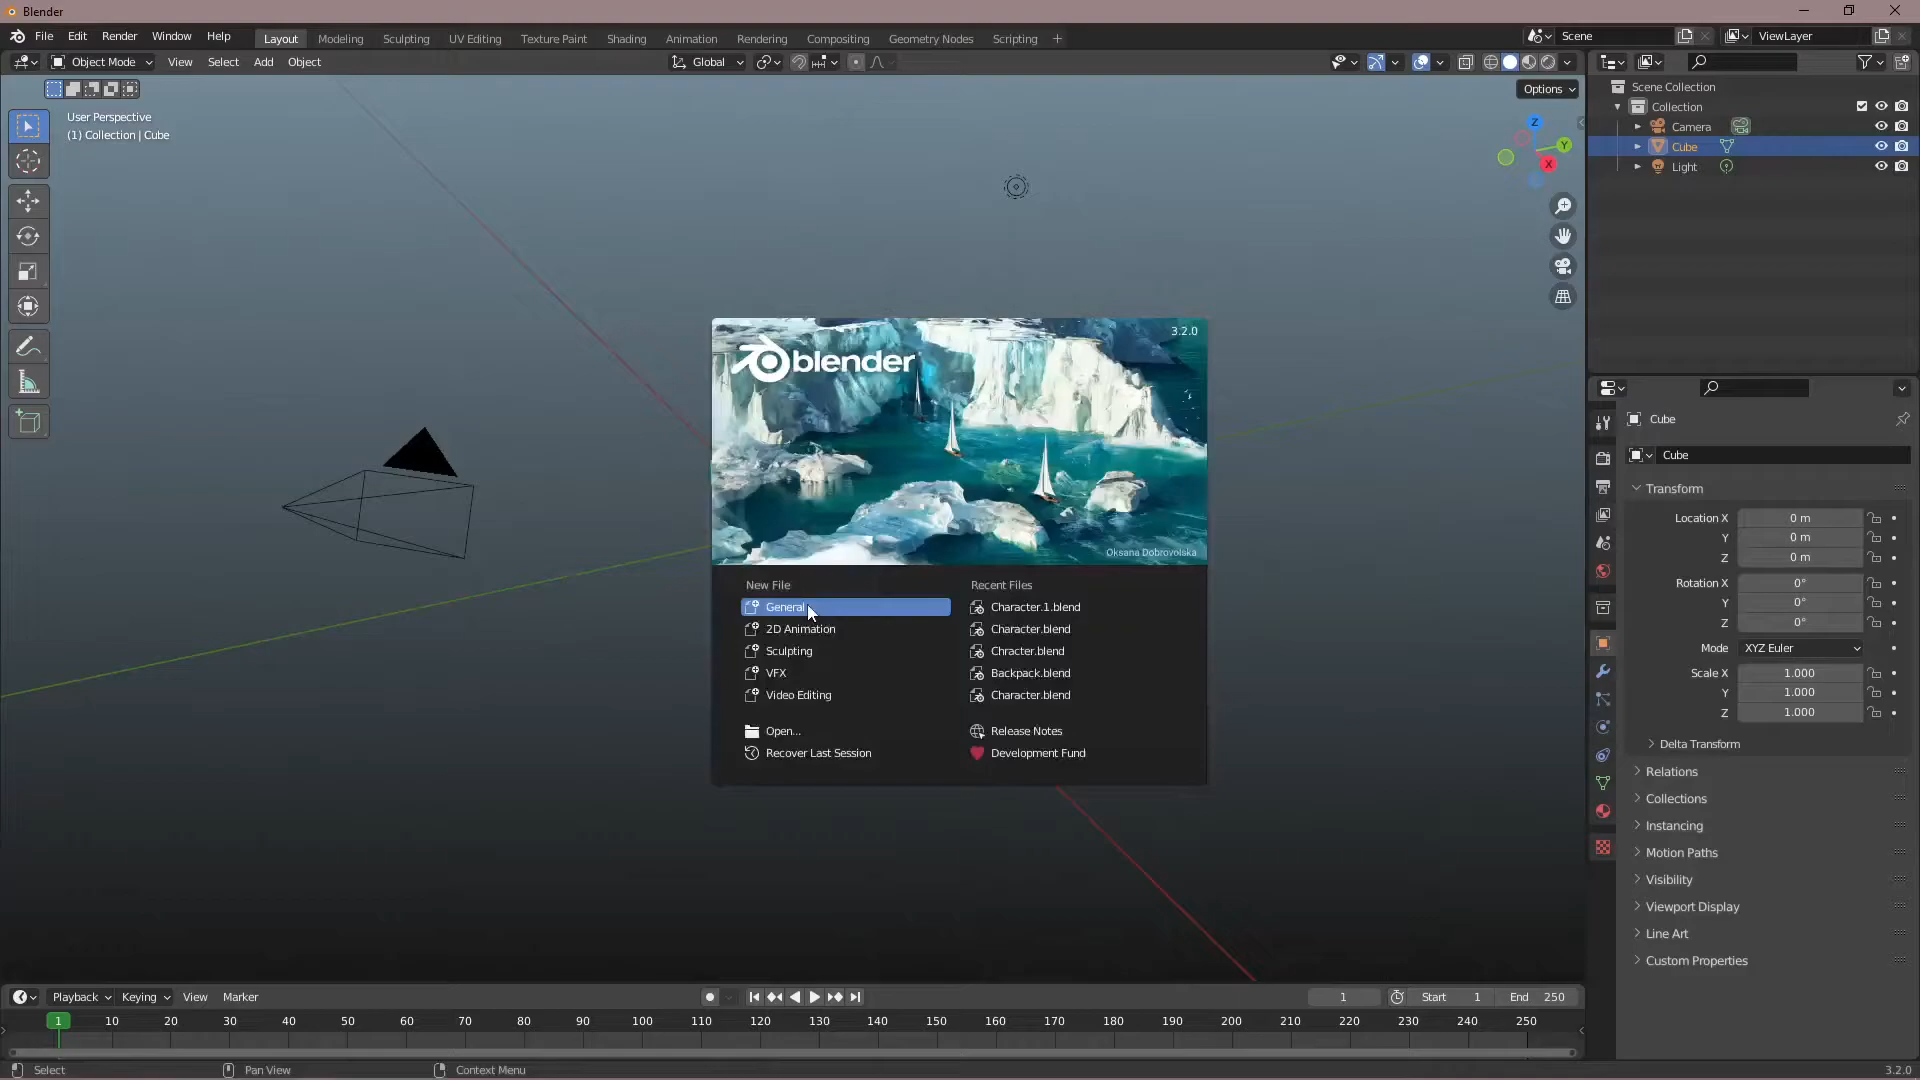 Blender
File Edit Render Window Help Layout Modeling Sculpting UV Editing Texture Paint Shading Animation Rendering Compositing Geometry Nodes Scripting + Scene ViewLayer
Object Mode View Select Add Object Global
Options
User Perspective
(1) Collection | Cube
Z
Y
X
Scene Collection
Collection
Camera
Cube
Light
3.2.0
blender
Oksana Dobrovolska
New File
General
2D Animation
Sculpting
VFX
Video Editing
Open...
Recover Last Session
Recent Files
Character.1.blend
Character.blend
Chracter.blend
Backpack.blend
Character.blend
Release Notes
Development Fund
Cube
Cube
Transform
Location X 0 m
Y 0 m
Z 0 m
Rotation X 0°
Y 0°
Z 0°
Mode XYZ Euler
Scale X 1.000
Y 1.000
Z 1.000
Delta Transform
Relations
Collections
Instancing
Motion Paths
Visibility
Viewport Display
Line Art
Custom Properties
Playback Keying View Marker 1 Start 1 End 250
1 10 20 30 40 50 60 70 80 90 100 110 120 130 140 150 160 170 180 190 200 210 220 230 240 250
Select Pan View Context Menu 3.2.0